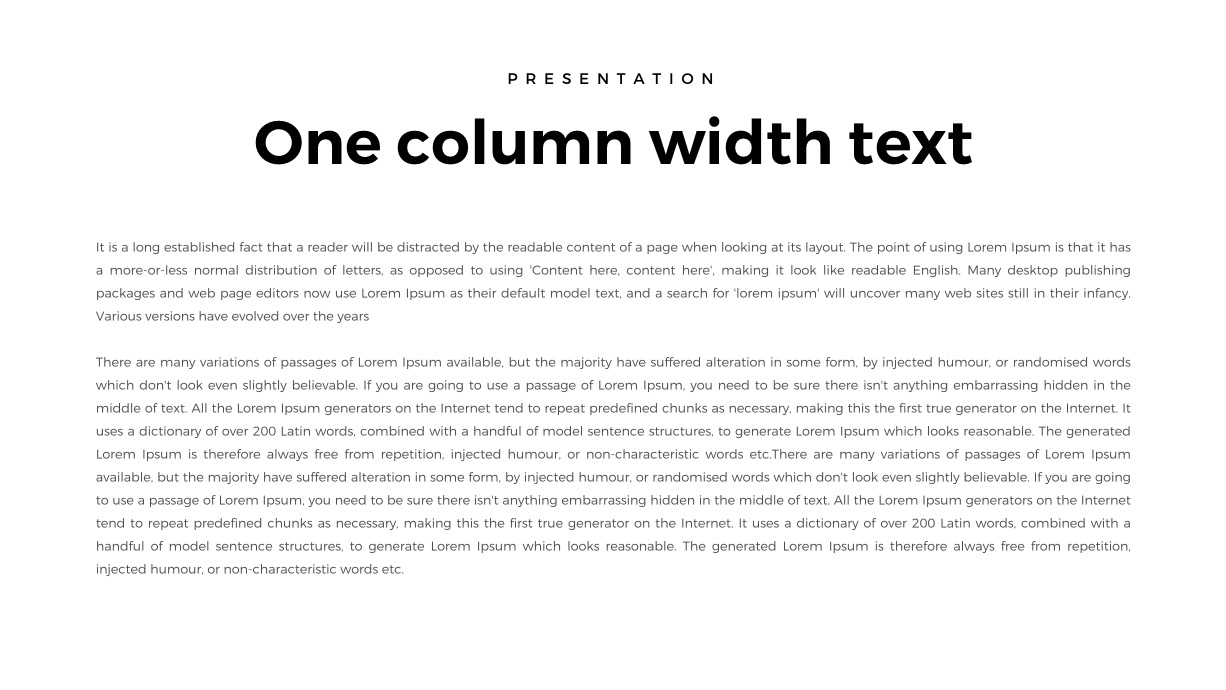 PRESENTATION
One column width text
It is a long established fact that a reader will be distracted by the readable content of a page when looking at its layout. The point of using Lorem Ipsum is that it has
a more-or-less normal distribution of letters, as opposed to using 'Content here, content here', making it look like readable English. Many desktop publishing
packages and web page editors now use Lorem Ipsum as their default model text, and a search for 'lorem ipsum' will uncover many web sites still in their infancy.
Various versions have evolved over the years
There are many variations of passages of Lorem Ipsum available, but the majority have suffered alteration in some form, by injected humour, or randomised words
which don't look even slightly believable. If you are going to use a passage of Lorem Ipsum, you need to be sure there isn't anything embarrassing hidden in the
middle of text. All the Lorem Ipsum generators on the Internet tend to repeat predefined chunks as necessary, making this the first true generator on the Internet. It
uses a dictionary of over 200 Latin words, combined with a handful of model sentence structures, to generate Lorem Ipsum which looks reasonable. The generated
Lorem Ipsum is therefore always free from repetition, injected humour, or non-characteristic words etc.There are many variations of passages of Lorem Ipsum
available, but the majority have suffered alteration in some form, by injected humour, or randomised words which don't look even slightly believable. If you are going
to use a passage of Lorem Ipsum, you need to be sure there isn't anything embarrassing hidden in the middle of text. All the Lorem Ipsum generators on the Internet
tend to repeat predefined chunks as necessary, making this the first true generator on the Internet. It uses a dictionary of over 200 Latin words, combined with a
handful of model sentence structures, to generate Lorem Ipsum which looks reasonable. The generated Lorem Ipsum is therefore always free from repetition,
injected humour, or non-characteristic words etc.